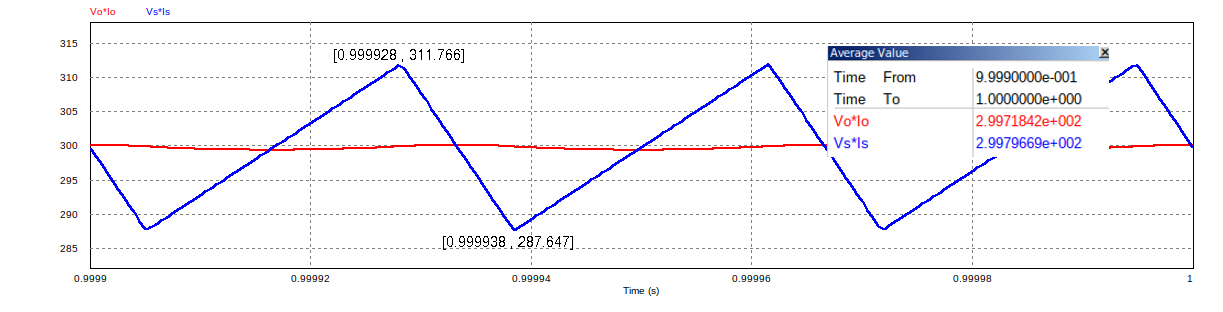 Vo*Io Vs*Is
[0.999928 , 311.766]
Average Value
Time From 9.9990000e-001
Time To 1.0000000e+000
Vo*Io 2.9971842e+002
Vs*Is 2.9979669e+002
315
310
305
300
295
290
285
[0.999938 , 287.647]
0.9999 0.99992 0.99994 0.99996 0.99998 1
Time (s)